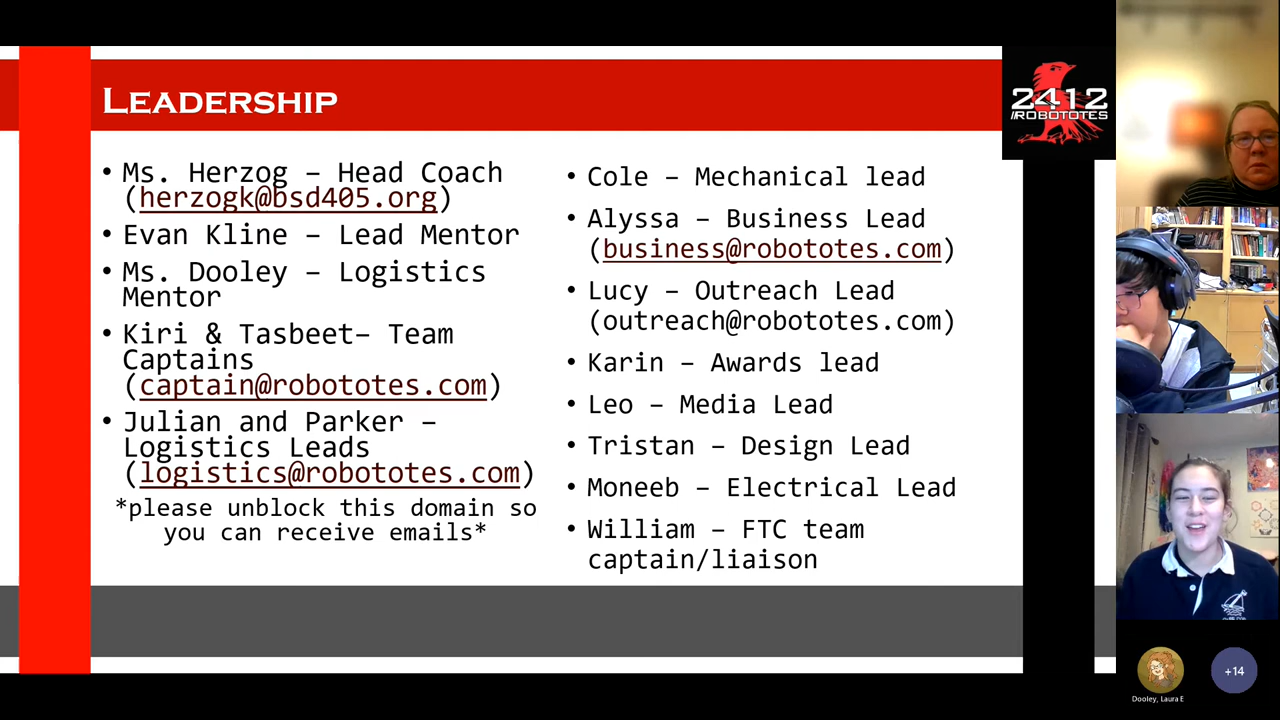 Leadership
2412
ROBOTOTES
• Ms. Herzog – Head Coach
(herzogk@bsd405.org)
• Evan Kline – Lead Mentor
• Ms. Dooley – Logistics
Mentor
• Kiri & Tasbeet– Team
Captains
(captain@robototes.com)
• Julian and Parker –
Logistics Leads
(logistics@robototes.com)
*please unblock this domain so
you can receive emails*
• Cole – Mechanical lead
• Alyssa – Business Lead
(business@robototes.com)
• Lucy – Outreach Lead
(outreach@robototes.com)
• Karin – Awards lead
• Leo – Media Lead
• Tristan – Design Lead
• Moneeb – Electrical Lead
• William – FTC team
captain/liaison
Dooley, Laura E
+14